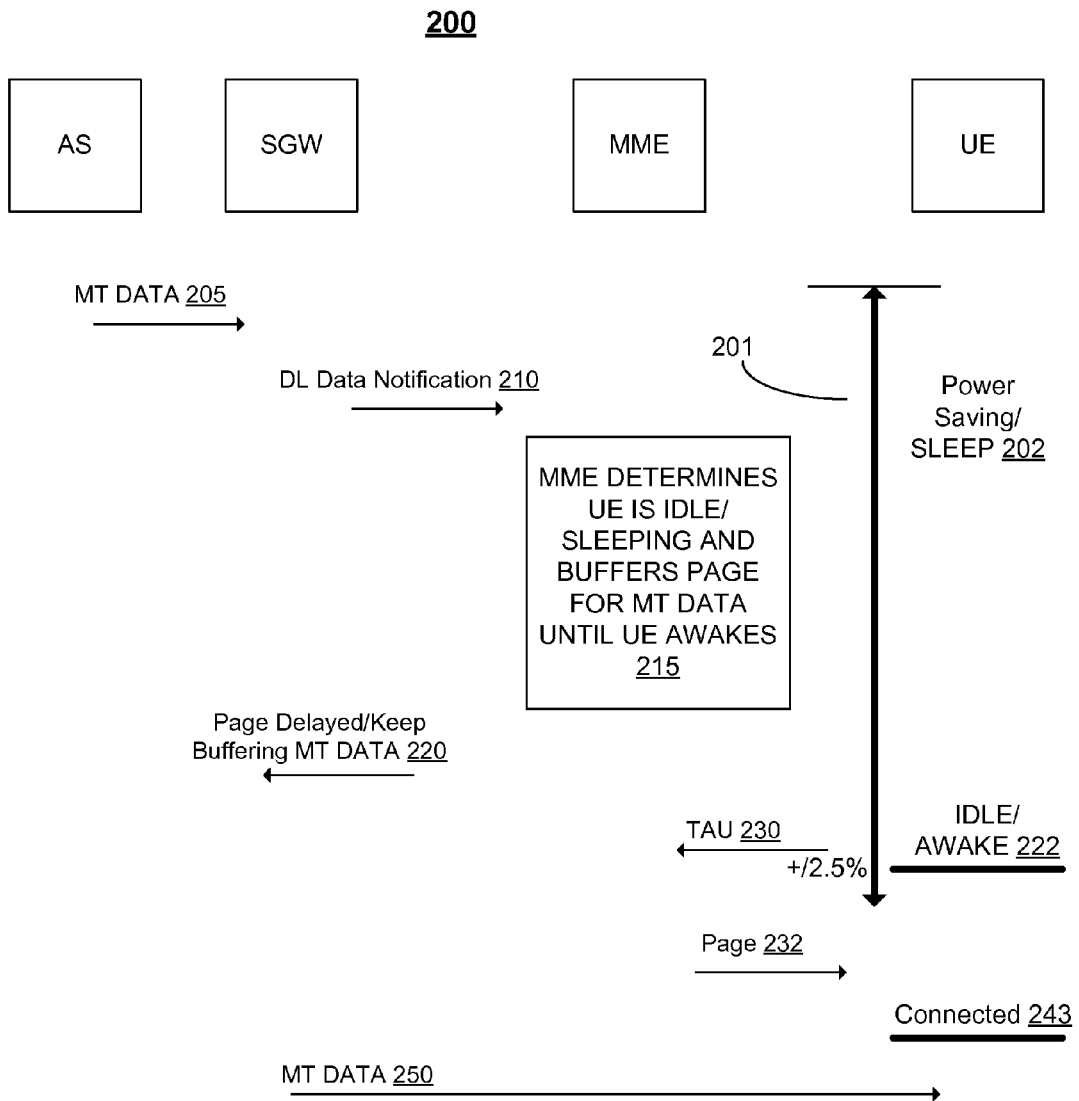 200
AS
SGW
MME
UE
MT DATA 205
201
DL Data Notification 210
Power
Saving/
SLEEP 202
MME DETERMINES
UE IS IDLE/
SLEEPING AND
BUFFERS PAGE
FOR MT DATA
UNTIL UE AWAKES
215
Page Delayed/Keep
Buffering MT DATA 220
IDLE/
AWAKE 222
TAU 230
+/2.5%
Page 232
Connected 243
MT DATA 250